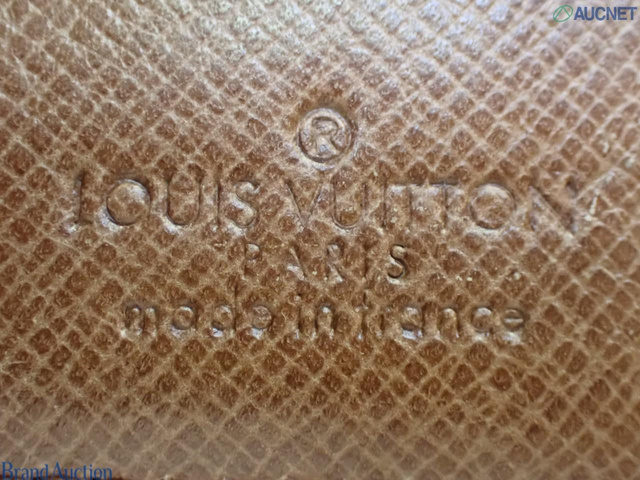 AUCNET
®
LOUIS VUITTON
PARIS
made in france
Brand Auction